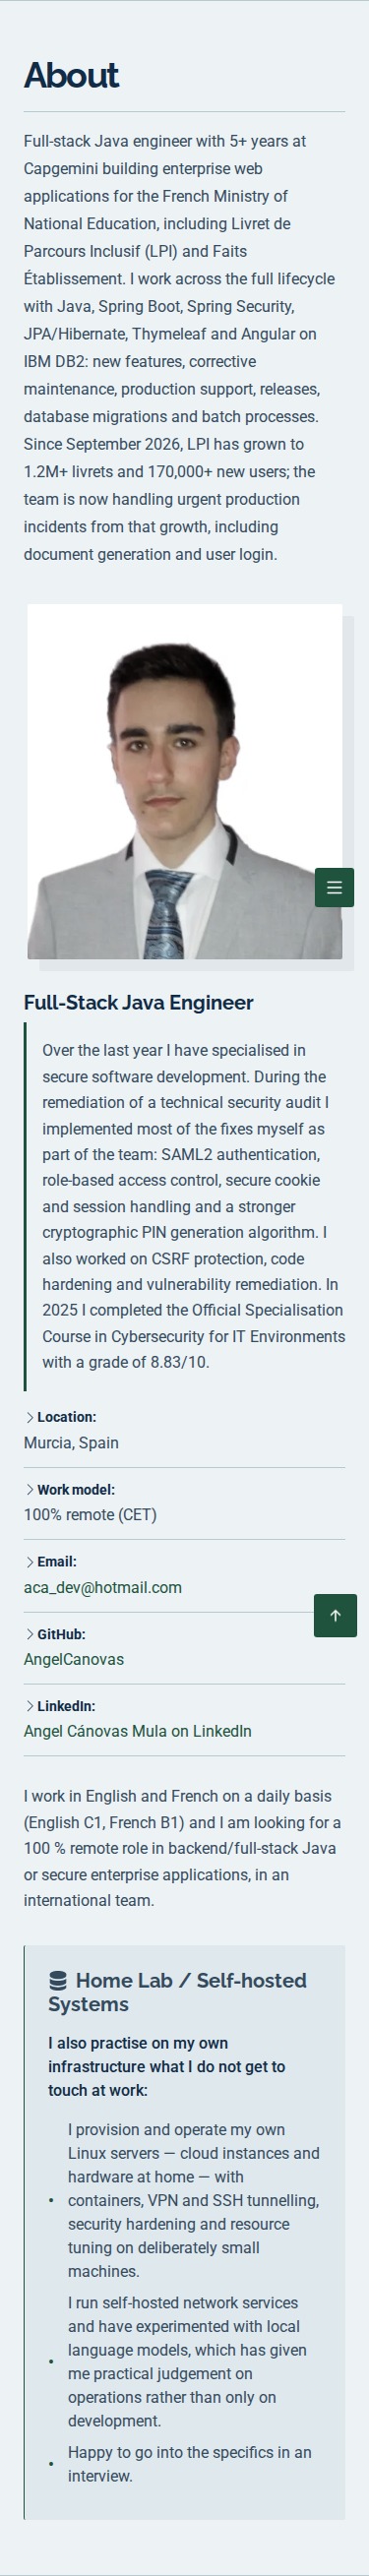 About
Full-stack Java engineer with 5+ years at
Capgemini building enterprise web
applications for the French Ministry of
National Education, including Livret de
Parcours Inclusif (LPI) and Faits
Établissement. I work across the full lifecycle
with Java, Spring Boot, Spring Security,
JPA/Hibernate, Thymeleaf and Angular on
IBM DB2: new features, corrective
maintenance, production support, releases,
database migrations and batch processes.
Since September 2026, LPI has grown to
1.2M+ livrets and 170,000+ new users; the
team is now handling urgent production
incidents from that growth, including
document generation and user login.
Full-Stack Java Engineer
Over the last year I have specialised in
secure software development. During the
remediation of a technical security audit I
implemented most of the fixes myself as
part of the team: SAML2 authentication,
role-based access control, secure cookie
and session handling and a stronger
cryptographic PIN generation algorithm. I
also worked on CSRF protection, code
hardening and vulnerability remediation. In
2025 I completed the Official Specialisation
Course in Cybersecurity for IT Environments
with a grade of 8.83/10.
Location:
Murcia, Spain
Work model:
100% remote (CET)
Email:
aca_dev@hotmail.com
GitHub:
AngelCanovas
LinkedIn:
Angel Cánovas Mula on LinkedIn
I work in English and French on a daily basis
(English C1, French B1) and I am looking for a
100 % remote role in backend/full-stack Java
or secure enterprise applications, in an
international team.
Home Lab / Self-hosted
Systems
I also practise on my own
infrastructure what I do not get to
touch at work:
I provision and operate my own
Linux servers — cloud instances and
hardware at home — with
• containers, VPN and SSH tunnelling,
security hardening and resource
tuning on deliberately small
machines.
I run self-hosted network services
and have experimented with local
language models, which has given
• me practical judgement on
operations rather than only on
development.
• Happy to go into the specifics in an
interview.